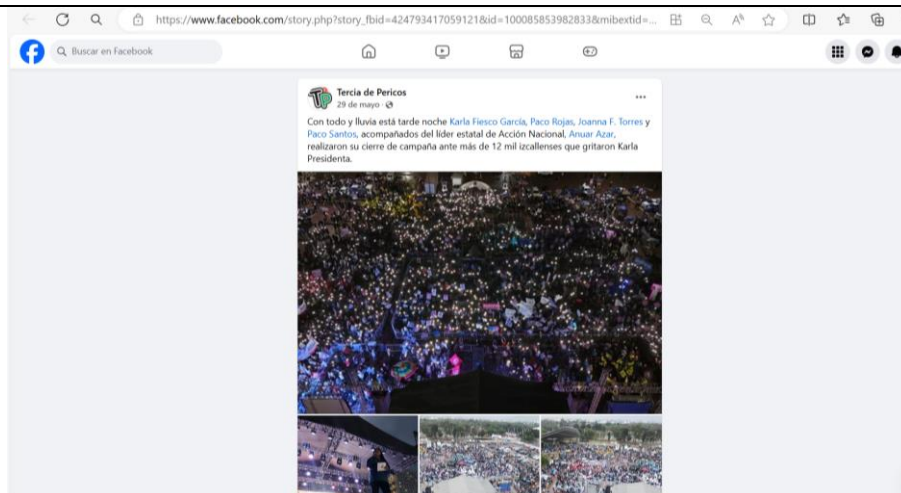 https://www.facebook.com/story.php?story_fbid=424793417059121&id=100085853982833&mibextid=...
Buscar en Facebook
Tercia de Pericos
29 de mayo ·
Con todo y lluvia está tarde noche Karla Fiesco García, Paco Rojas, Joanna F. Torres y
Paco Santos, acompañados del líder estatal de Acción Nacional, Anuar Azar,
realizaron su cierre de campaña ante más de 12 mil izcallenses que gritaron Karla
Presidenta.